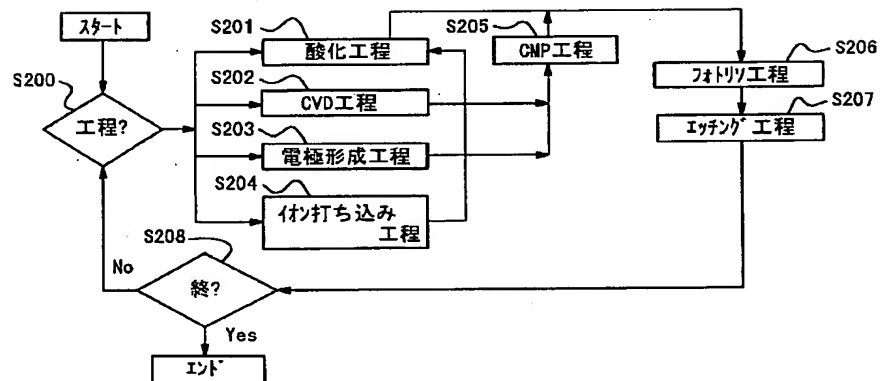 スタート
S200
工程?
S201
酸化工程
S202
CVD工程
S203
電極形成工程
S204
イオン打ち込み
工程
S205
CMP工程
S206
フォトリソ工程
S207
エッチング工程
S208
終?
No
Yes
エンド